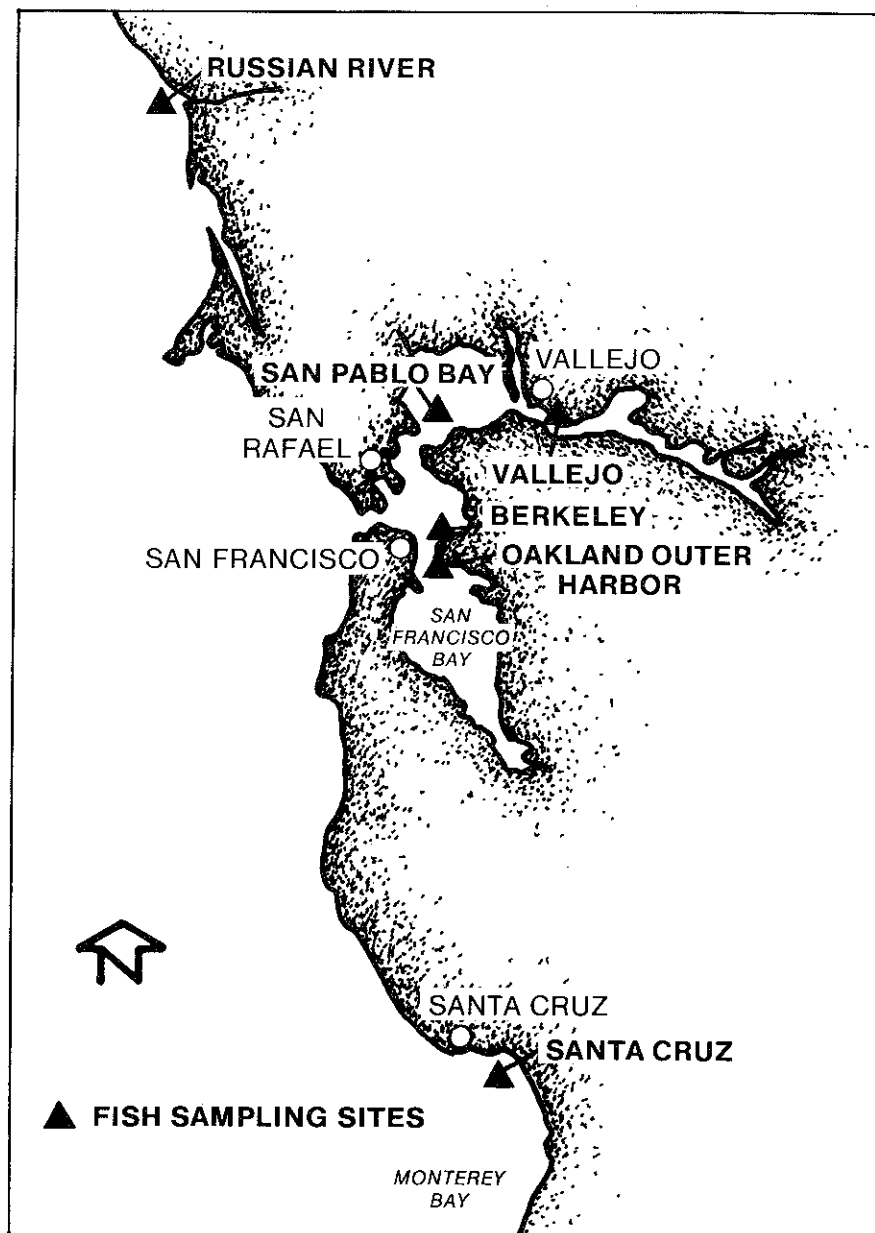 RUSSIAN RIVER
VALLEJO
SAN PABLO BAY
SAN
RAFAEL
VALLEJO
BERKELEY
SAN FRANCISCO
OAKLAND OUTER
HARBOR
SAN
FRANCISCO
BAY
N
SANTA CRUZ
SANTA CRUZ
FISH SAMPLING SITES
MONTEREY
BAY